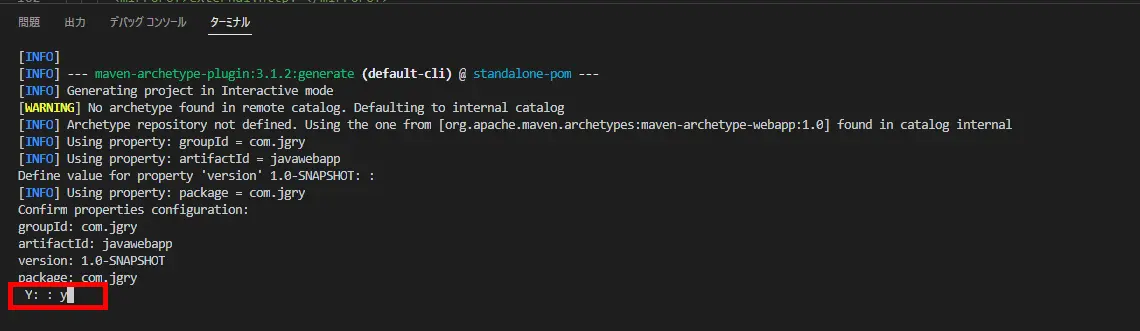 問題 出力 デバッグ コンソール ターミナル
[INFO]
[INFO] --- maven-archetype-plugin:3.1.2:generate (default-cli) @ standalone-pom ---
[INFO] Generating project in Interactive mode
[WARNING] No archetype found in remote catalog. Defaulting to internal catalog
[INFO] Archetype repository not defined. Using the one from [org.apache.maven.archetypes:maven-archetype-webapp:1.0] found in catalog internal
[INFO] Using property: groupId = com.jgry
[INFO] Using property: artifactId = javawebapp
Define value for property 'version' 1.0-SNAPSHOT: :
[INFO] Using property: package = com.jgry
Confirm properties configuration:
groupId: com.jgry
artifactId: javawebapp
version: 1.0-SNAPSHOT
package: com.jgry
Y: : y